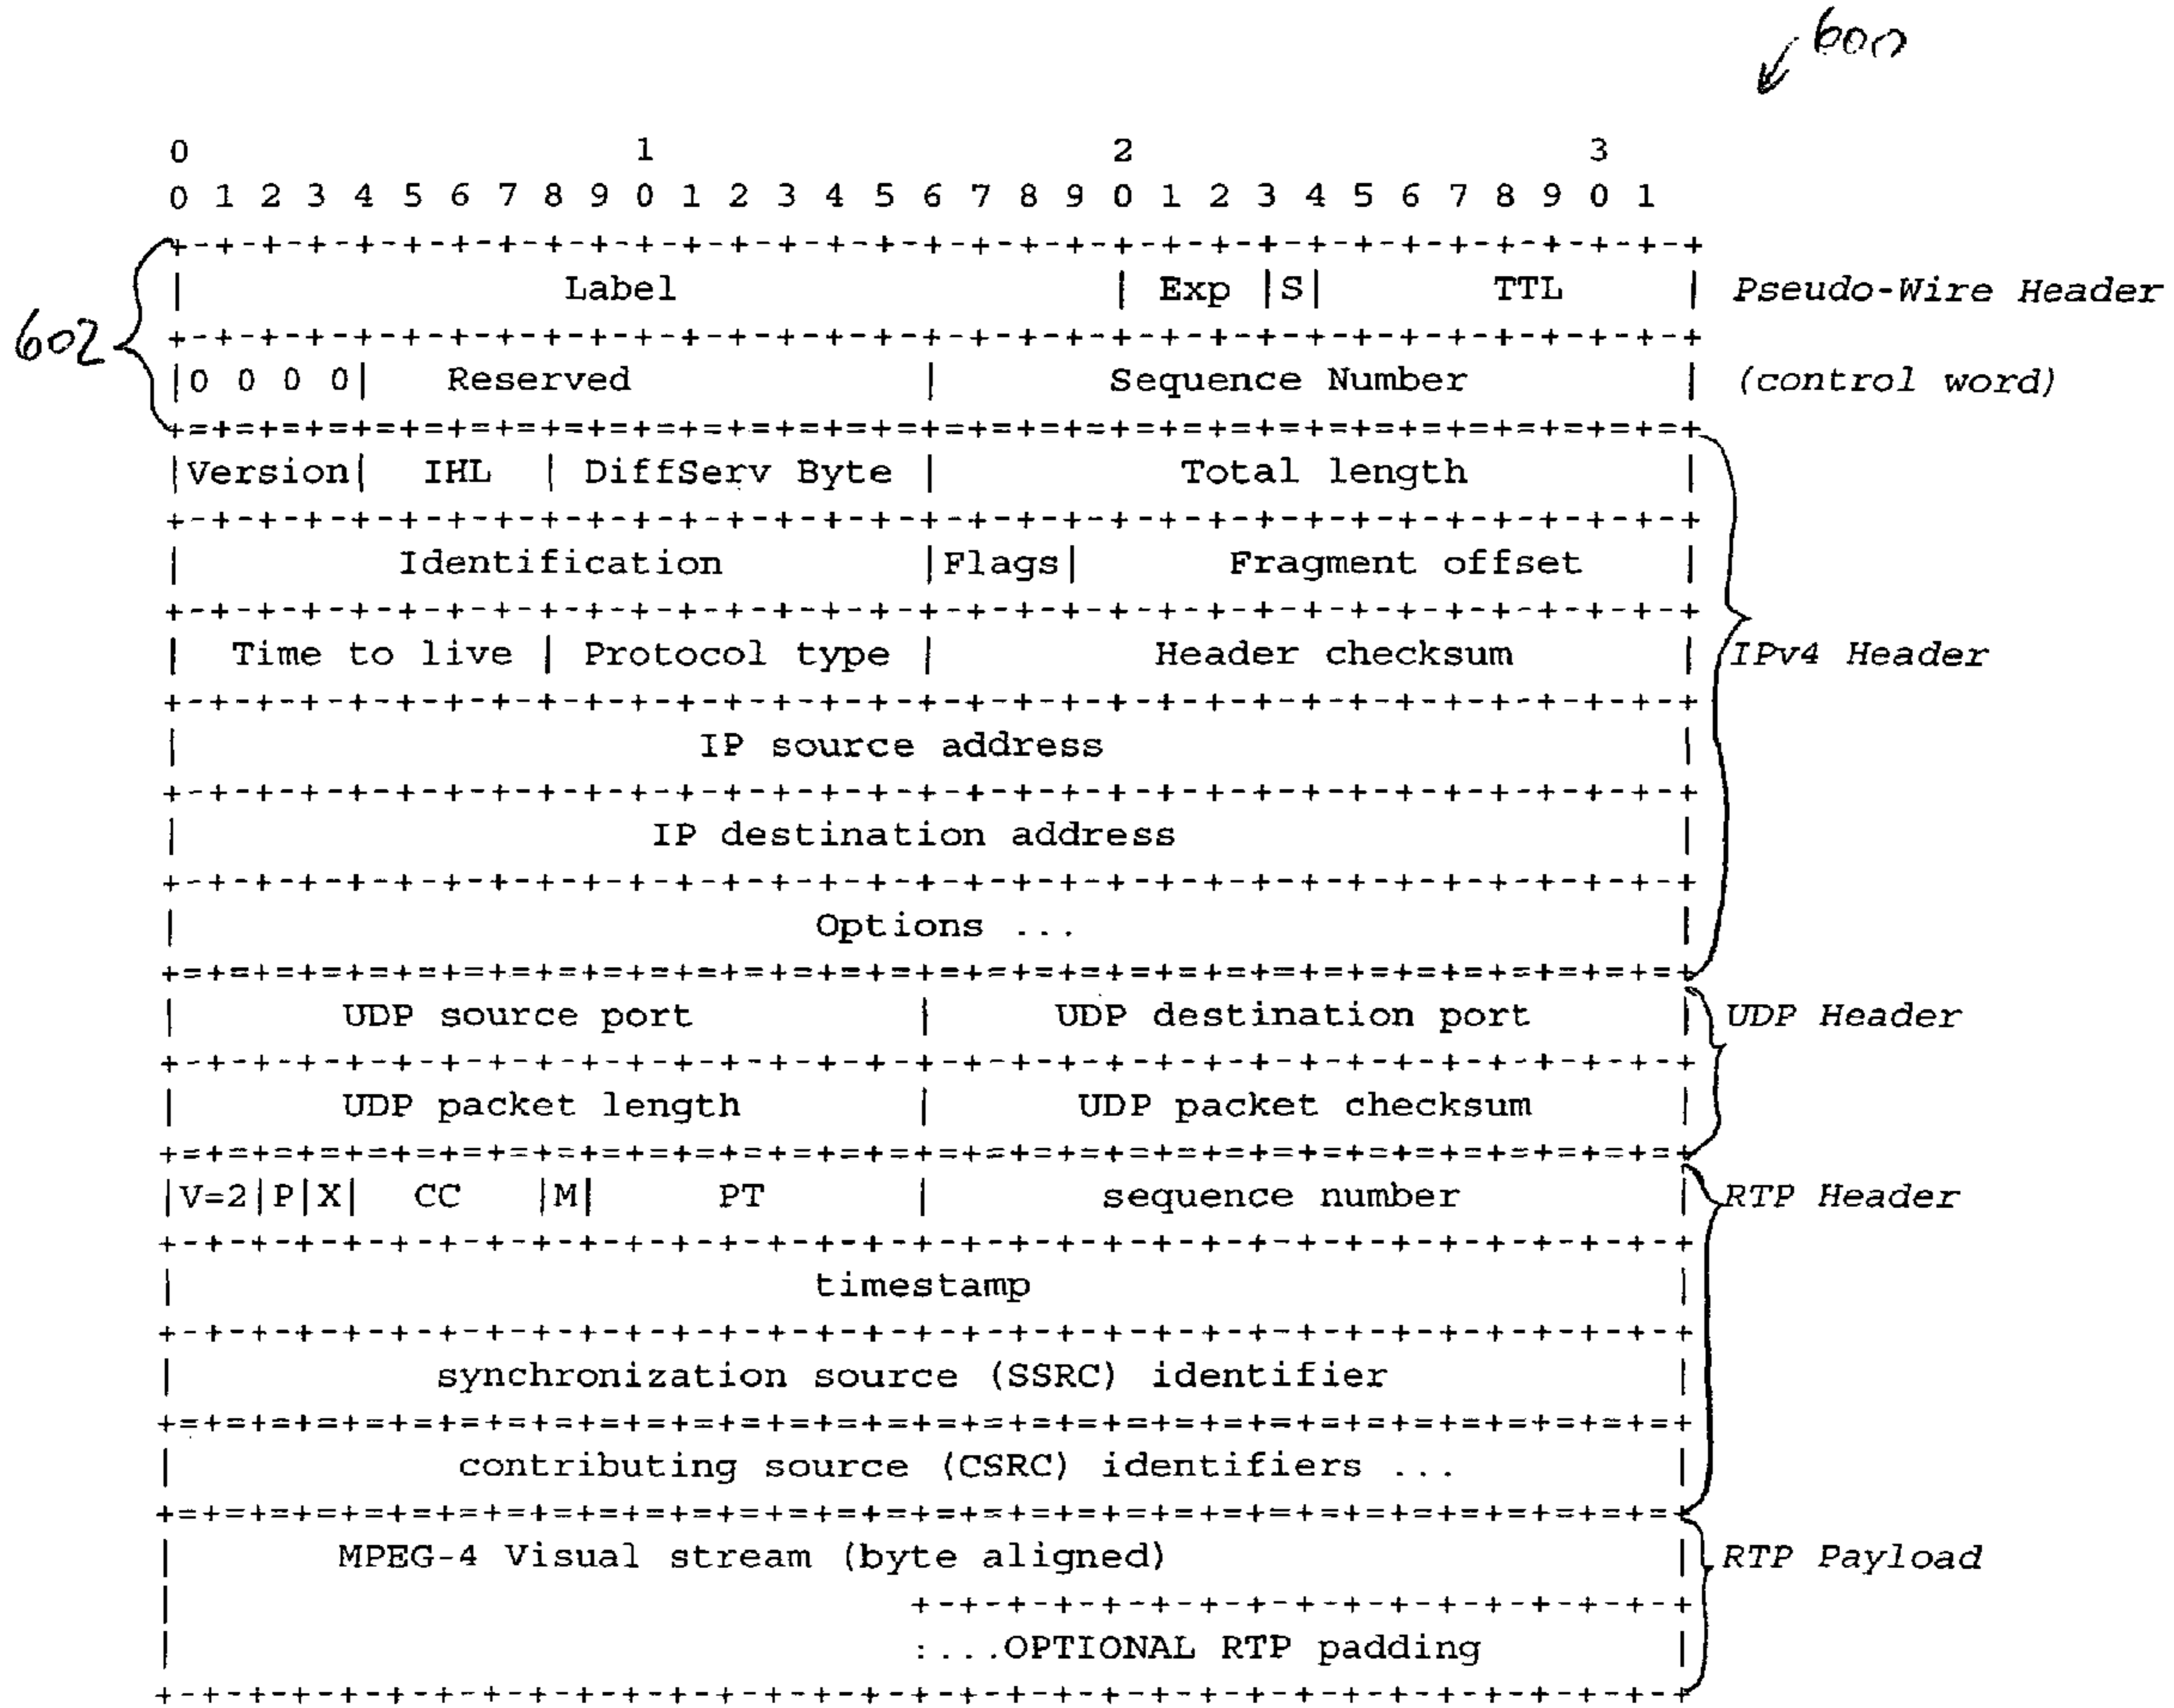 600
0 1 2 3
0 1 2 3 4 5 6 7 8 9 0 1 2 3 4 5 6 7 8 9 0 1 2 3 4 5 6 7 8 9 0 1
+-+-+-+-+-+-+-+-+-+-+-+-+-+-+-+-+-+-+-+-+-+-+-+-+-+-+-+-+-+-+-+-+
| Label | Exp |S| TTL | Pseudo-Wire Header
602
+-+-+-+-+-+-+-+-+-+-+-+-+-+-+-+-+-+-+-+-+-+-+-+-+-+-+-+-+-+-+-+-+
|0 0 0 0| Reserved | Sequence Number | (control word)
+=+=+=+=+=+=+=+=+=+=+=+=+=+=+=+=+=+=+=+=+=+=+=+=+=+=+=+=+=+=+=+=+
|Version| IHL | DiffServ Byte | Total length |
+-+-+-+-+-+-+-+-+-+-+-+-+-+-+-+-+-+-+-+-+-+-+-+-+-+-+-+-+-+-+-+-+
| Identification |Flags| Fragment offset |
+-+-+-+-+-+-+-+-+-+-+-+-+-+-+-+-+-+-+-+-+-+-+-+-+-+-+-+-+-+-+-+-+
| Time to live | Protocol type | Header checksum | IPv4 Header
+-+-+-+-+-+-+-+-+-+-+-+-+-+-+-+-+-+-+-+-+-+-+-+-+-+-+-+-+-+-+-+-+
| IP source address |
+-+-+-+-+-+-+-+-+-+-+-+-+-+-+-+-+-+-+-+-+-+-+-+-+-+-+-+-+-+-+-+-+
| IP destination address |
+-+-+-+-+-+-+-+-+-+-+-+-+-+-+-+-+-+-+-+-+-+-+-+-+-+-+-+-+-+-+-+-+
| Options ... |
+=+=+=+=+=+=+=+=+=+=+=+=+=+=+=+=+=+=+=+=+=+=+=+=+=+=+=+=+=+=+=+=+
| UDP source port | UDP destination port | UDP Header
+-+-+-+-+-+-+-+-+-+-+-+-+-+-+-+-+-+-+-+-+-+-+-+-+-+-+-+-+-+-+-+-+
| UDP packet length | UDP packet checksum |
+=+=+=+=+=+=+=+=+=+=+=+=+=+=+=+=+=+=+=+=+=+=+=+=+=+=+=+=+=+=+=+=+
|V=2|P|X| CC |M| PT | sequence number | RTP Header
+-+-+-+-+-+-+-+-+-+-+-+-+-+-+-+-+-+-+-+-+-+-+-+-+-+-+-+-+-+-+-+-+
| timestamp |
+-+-+-+-+-+-+-+-+-+-+-+-+-+-+-+-+-+-+-+-+-+-+-+-+-+-+-+-+-+-+-+-+
| synchronization source (SSRC) identifier |
+=+=+=+=+=+=+=+=+=+=+=+=+=+=+=+=+=+=+=+=+=+=+=+=+=+=+=+=+=+=+=+=+
| contributing source (CSRC) identifiers ... |
+=+=+=+=+=+=+=+=+=+=+=+=+=+=+=+=+=+=+=+=+=+=+=+=+=+=+=+=+=+=+=+=+
| MPEG-4 Visual stream (byte aligned) | RTP Payload
| +-+-+-+-+-+-+-+-+-+-+-+-+-+-+-+-+
| :...OPTIONAL RTP padding |
+-+-+-+-+-+-+-+-+-+-+-+-+-+-+-+-+-+-+-+-+-+-+-+-+-+-+-+-+-+-+-+-+